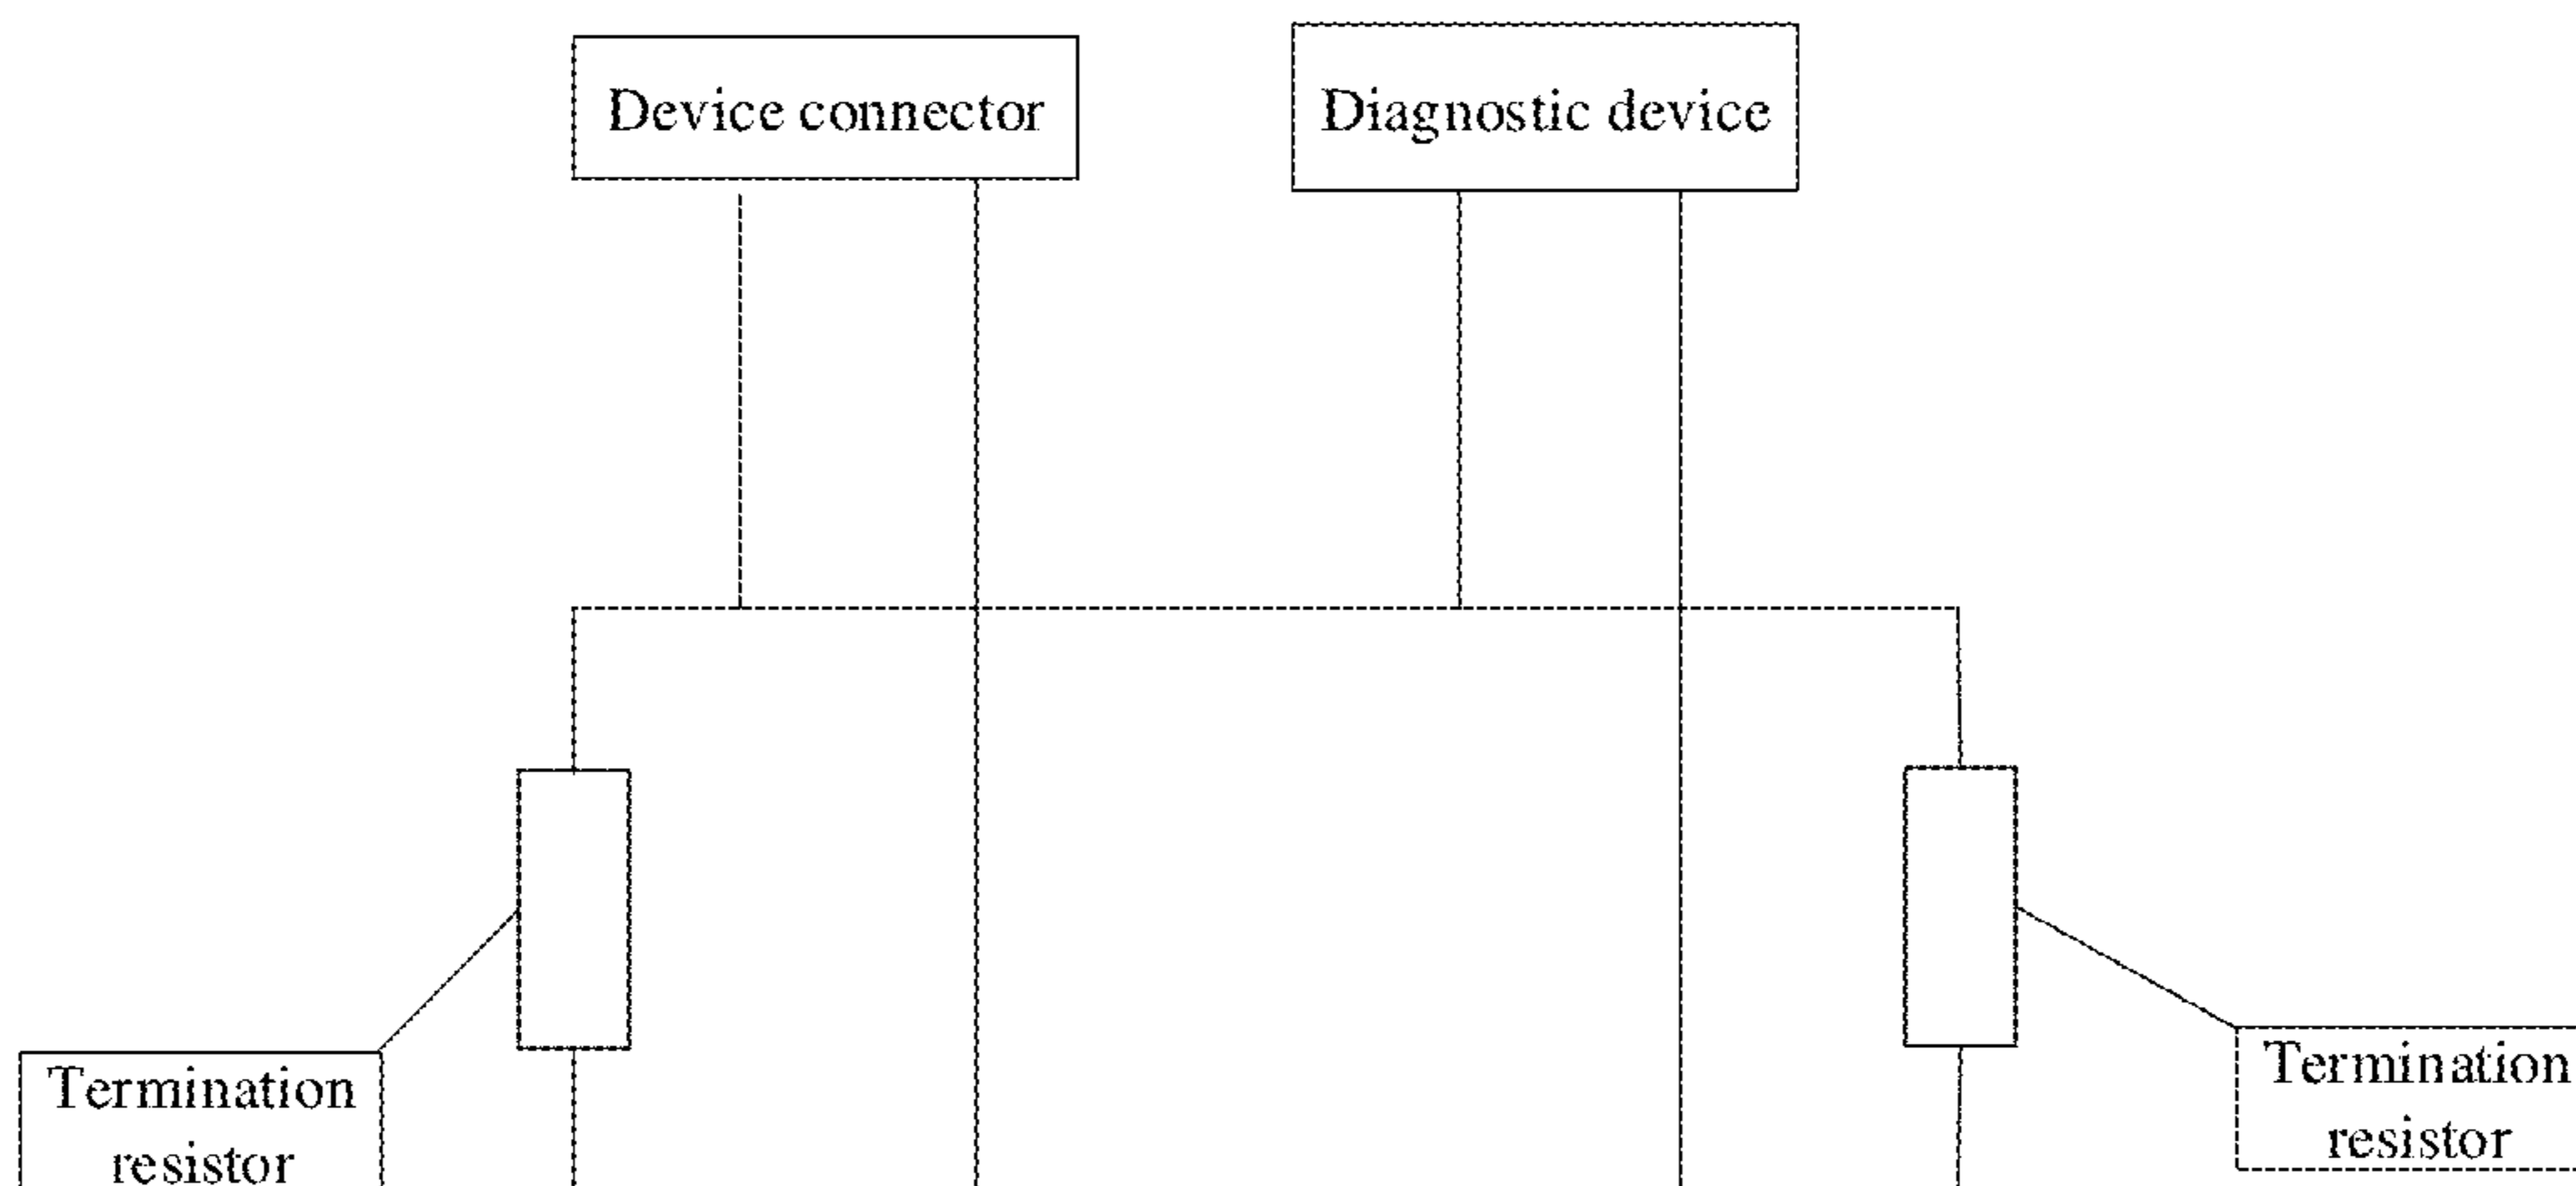 Device connector
Diagnostic device
Termination
resistor
Termination
resistor